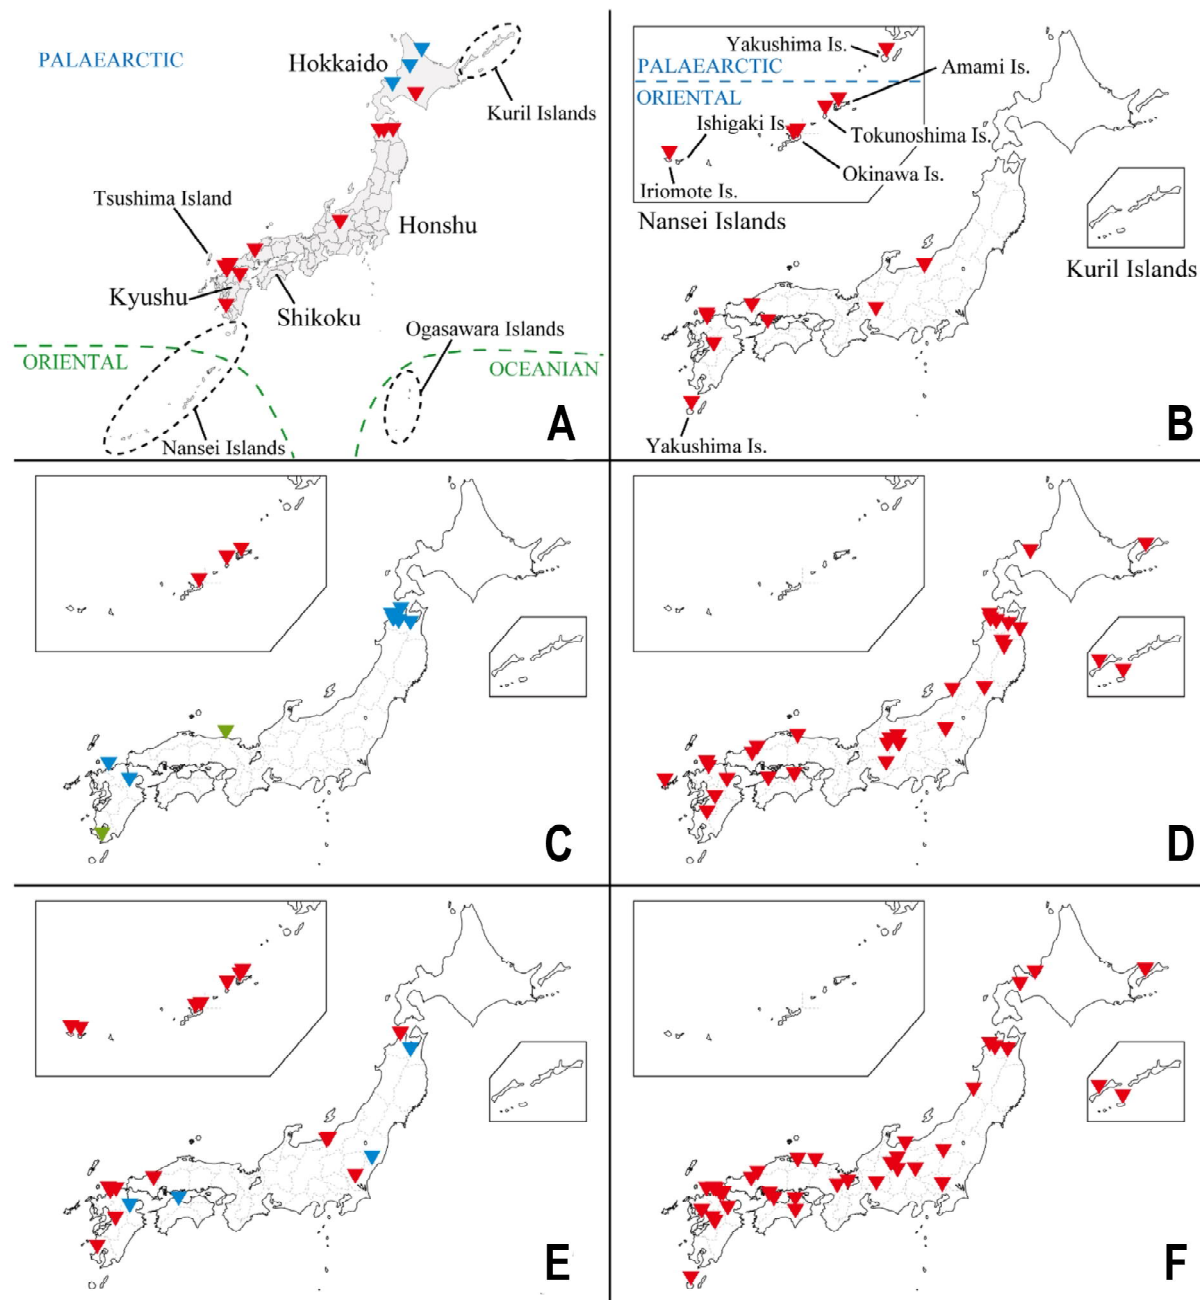 PALAEARCTIC
Hokkaido
Kuril Islands
Tsushima Island
Honshu
Kyushu
Shikoku
Ogasawara Islands
ORIENTAL
OCEANIAN
Nansei Islands
A
Yakushima Is.
PALAEARCTIC
Amami Is.
ORIENTAL
Ishigaki Is.
Tokunoshima Is.
Okinawa Is.
Iriomote Is.
Nansei Islands
Kuril Islands
Yakushima Is.
B
C
D
E
F